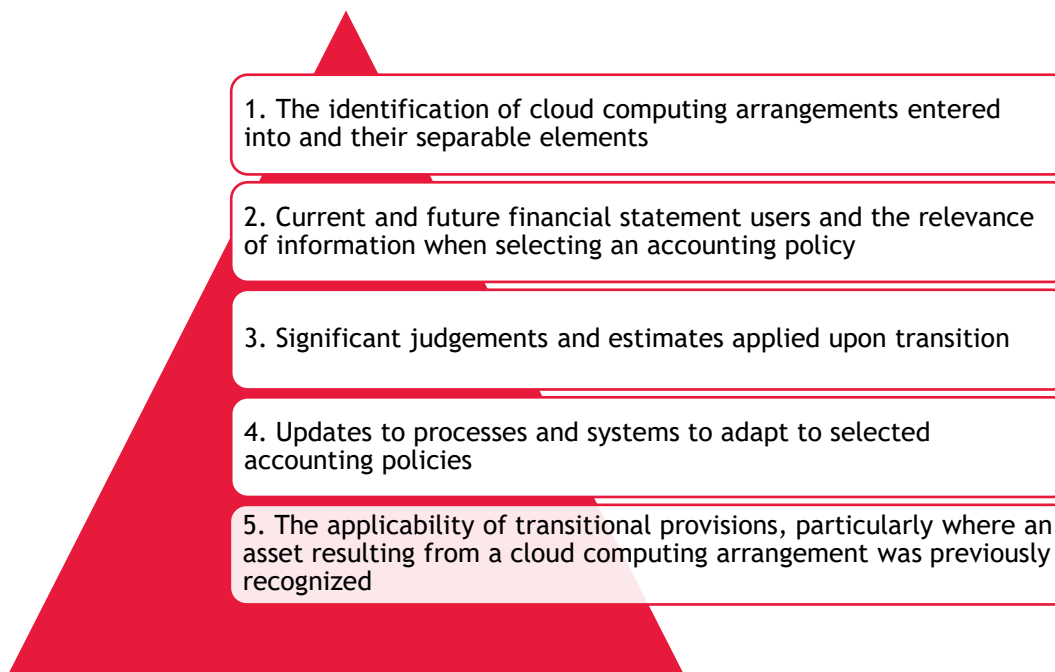 1. The identification of cloud computing arrangements entered
into and their separable elements
2. Current and future financial statement users and the relevance
of information when selecting an accounting policy
3. Significant judgements and estimates applied upon transition
4. Updates to processes and systems to adapt to selected
accounting policies
5. The applicability of transitional provisions, particularly where an
asset resulting from a cloud computing arrangement was previously
recognized